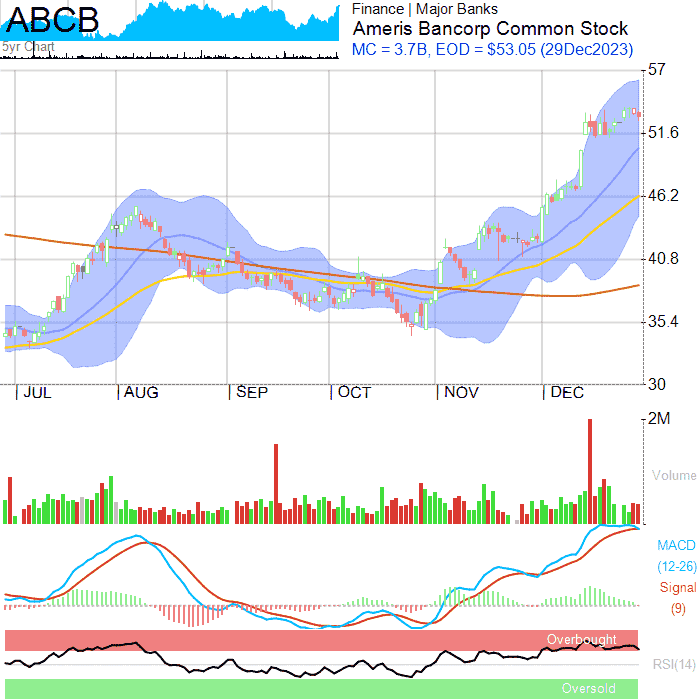 ABCB
5yr Chart
Finance | Major Banks
Ameris Bancorp Common Stock
MC = 3.7B, EOD = $53.05 (29Dec2023)
57
51.6
46.2
40.8
35.4
30
JUL AUG SEP OCT NOV DEC
2M
Volume
MACD
(12-26)
Signal
(9)
Overbought
RSI(14)
Oversold